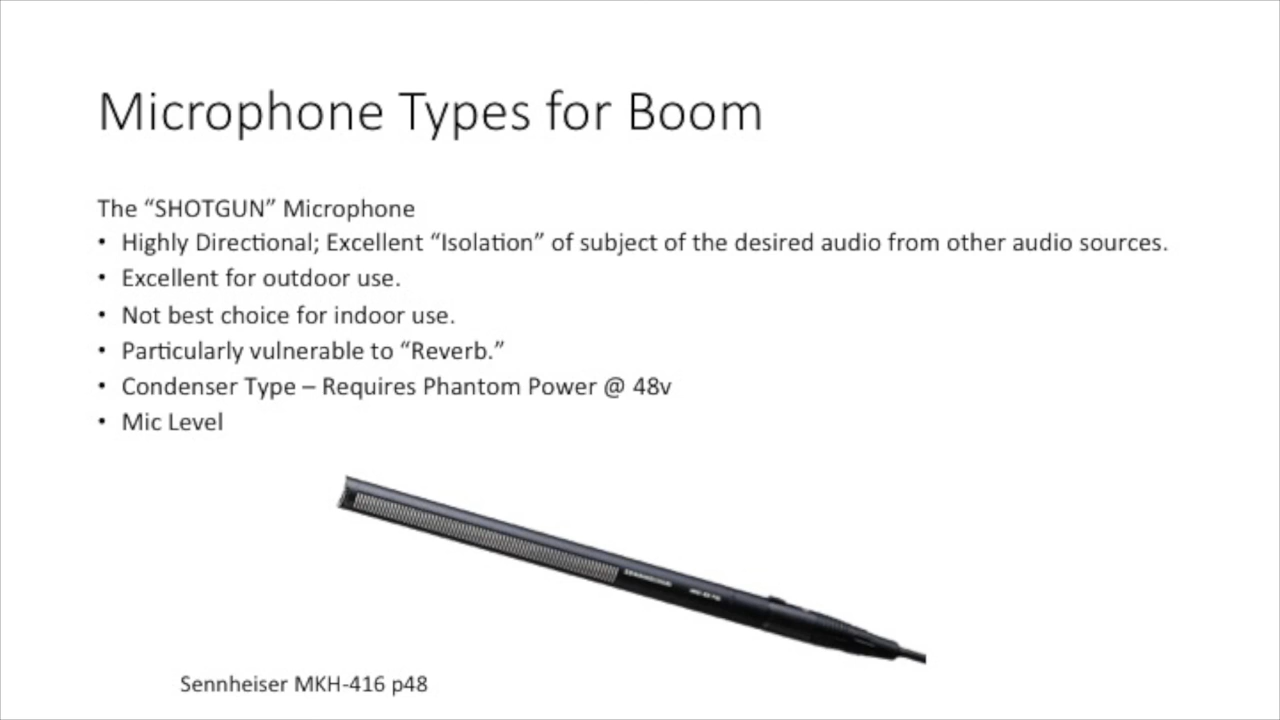 Microphone Types for Boom
The “SHOTGUN” Microphone
• Highly Directional; Excellent “Isolation” of subject of the desired audio from other audio sources.
• Excellent for outdoor use.
• Not best choice for indoor use.
• Particularly vulnerable to “Reverb.”
• Condenser Type – Requires Phantom Power @ 48v
• Mic Level
SENNHEISER
Sennheiser MKH-416 p48